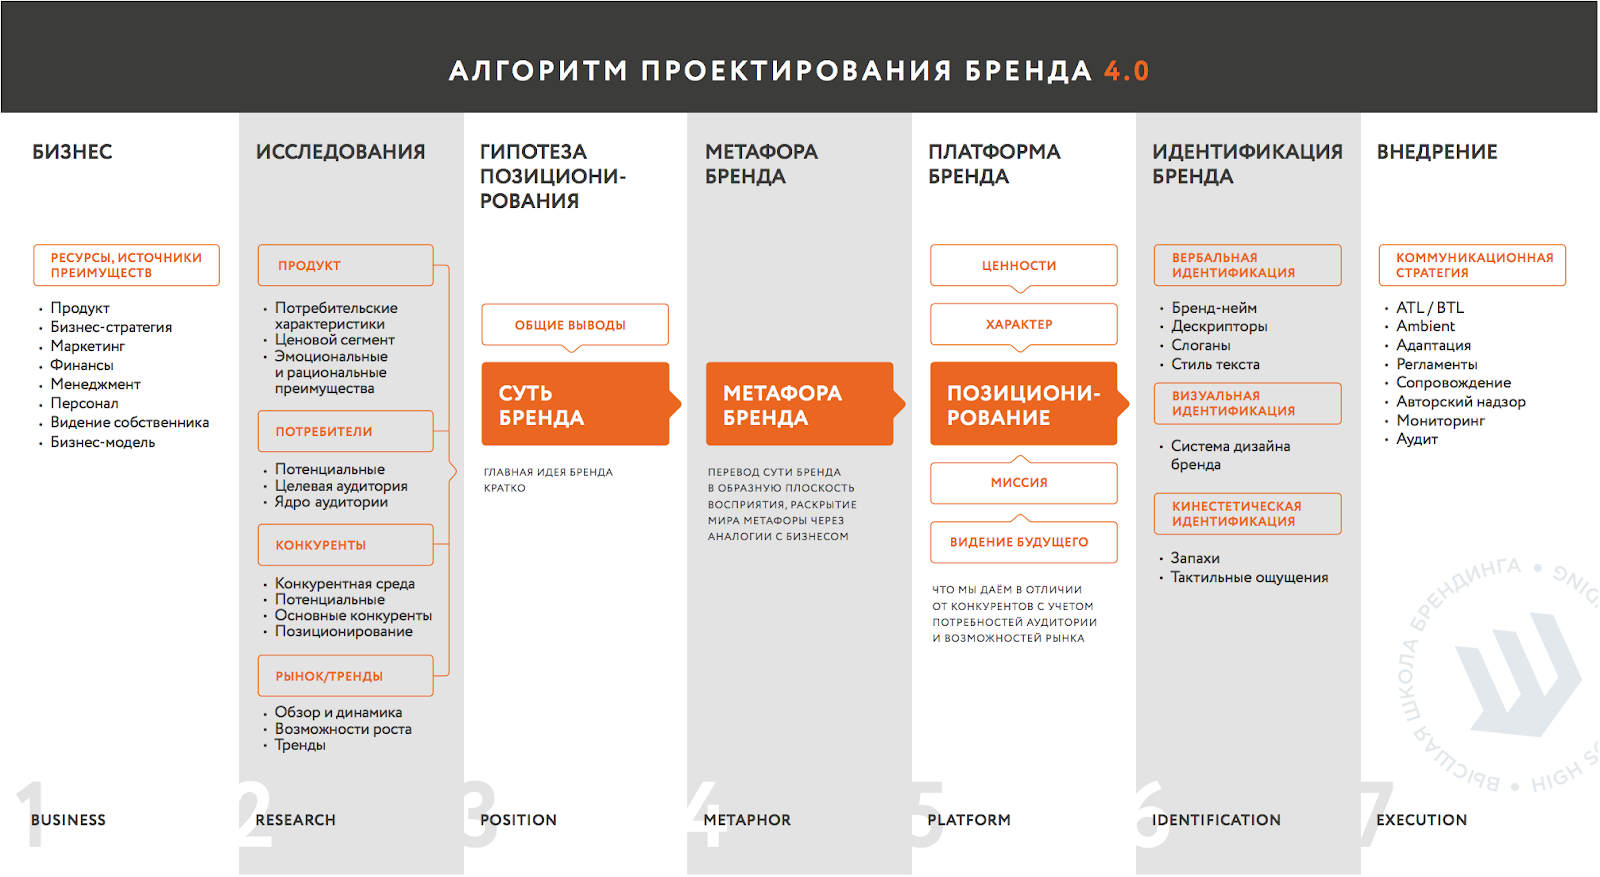 АЛГОРИТМ ПРОЕКТИРОВАНИЯ БРЕНДА 4.0
БИЗНЕС
РЕСУРСЫ, ИСТОЧНИКИ
ПРЕИМУЩЕСТВ
• Продукт
• Бизнес-стратегия
• Маркетинг
• Финансы
• Менеджмент
• Персонал
• Видение собственника
• Бизнес-модель
1
BUSINESS
ИССЛЕДОВАНИЯ
ПРОДУКТ
• Потребительские
характеристики
• Ценовой сегмент
• Эмоциональные
и рациональные
преимущества
ПОТРЕБИТЕЛИ
• Потенциальные
• Целевая аудитория
• Ядро аудитории
КОНКУРЕНТЫ
• Конкурентная среда
• Потенциальные
• Основные конкуренты
• Позиционирование
РЫНОК/ТРЕНДЫ
• Обзор и динамика
• Возможности роста
• Тренды
2
RESEARCH
ГИПОТЕЗА
ПОЗИЦИОНИ-
РОВАНИЯ
ОБЩИЕ ВЫВОДЫ
СУТЬ
БРЕНДА
ГЛАВНАЯ ИДЕЯ БРЕНДА
КРАТКО
3
POSITION
МЕТАФОРА
БРЕНДА
МЕТАФОРА
БРЕНДА
ПЕРЕВОД СУТИ БРЕНДА
В ОБРАЗНУЮ ПЛОСКОСТЬ
ВОСПРИЯТИЯ, РАСКРЫТИЕ
МИРА МЕТАФОРЫ ЧЕРЕЗ
АНАЛОГИИ С БИЗНЕСОМ
4
METAPHOR
ПЛАТФОРМА
БРЕНДА
ЦЕННОСТИ
ХАРАКТЕР
ПОЗИЦИОНИ-
РОВАНИЕ
МИССИЯ
ВИДЕНИЕ БУДУЩЕГО
ЧТО МЫ ДАЁМ В ОТЛИЧИИ
ОТ КОНКУРЕНТОВ С УЧЕТОМ
ПОТРЕБНОСТЕЙ АУДИТОРИИ
И ВОЗМОЖНОСТЕЙ РЫНКА
5
PLATFORM
ИДЕНТИФИКАЦИЯ
БРЕНДА
ВЕРБАЛЬНАЯ
ИДЕНТИФИКАЦИЯ
• Бренд-нейм
• Дескрипторы
• Слоганы
• Стиль текста
ВИЗУАЛЬНАЯ
ИДЕНТИФИКАЦИЯ
• Система дизайна
бренда
КИНЕСТЕТИЧЕСКАЯ
ИДЕНТИФИКАЦИЯ
• Запахи
• Тактильные ощущения
6
IDENTIFICATION
ВНЕДРЕНИЕ
КОММУНИКАЦИОННАЯ
СТРАТЕГИЯ
• ATL / BTL
• Ambient
• Адаптация
• Регламенты
• Сопровождение
• Авторский надзор
• Мониторинг
• Аудит
7
EXECUTION
ВЫСШАЯ ШКОЛА БРЕНДИНГА
HIGH